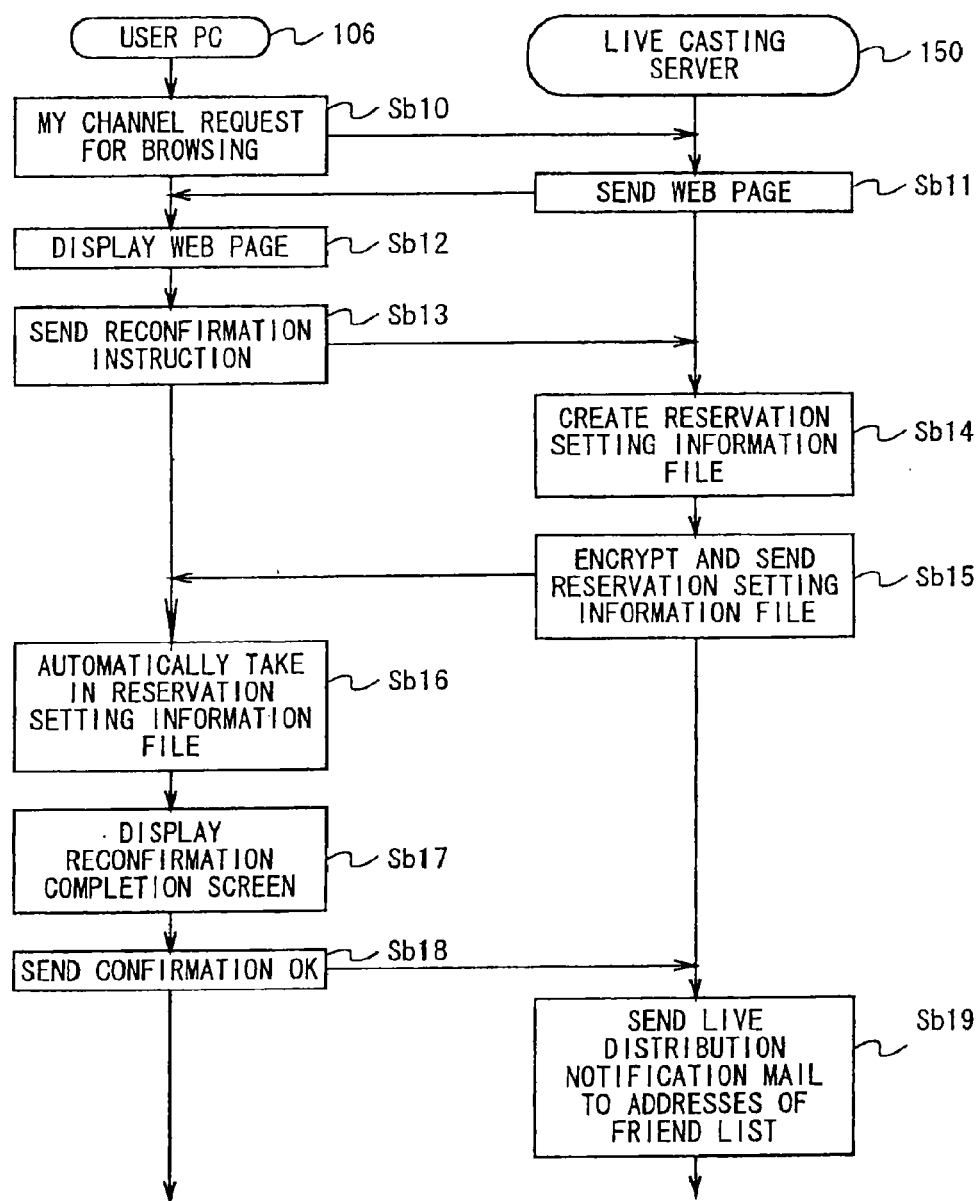 USER PC
106
LIVE CASTING
SERVER
150
MY CHANNEL REQUEST
FOR BROWSING
Sb10
SEND WEB PAGE
Sb11
DISPLAY WEB PAGE
Sb12
SEND RECONFIRMATION
INSTRUCTION
Sb13
CREATE RESERVATION
SETTING INFORMATION
FILE
Sb14
ENCRYPT AND SEND
RESERVATION SETTING
INFORMATION FILE
Sb15
AUTOMATICALLY TAKE
IN RESERVATION
SETTING INFORMATION
FILE
Sb16
DISPLAY
RECONFIRMATION
COMPLETION SCREEN
Sb17
SEND CONFIRMATION OK
Sb18
SEND LIVE
DISTRIBUTION
NOTIFICATION MAIL
TO ADDRESSES OF
FRIEND LIST
Sb19